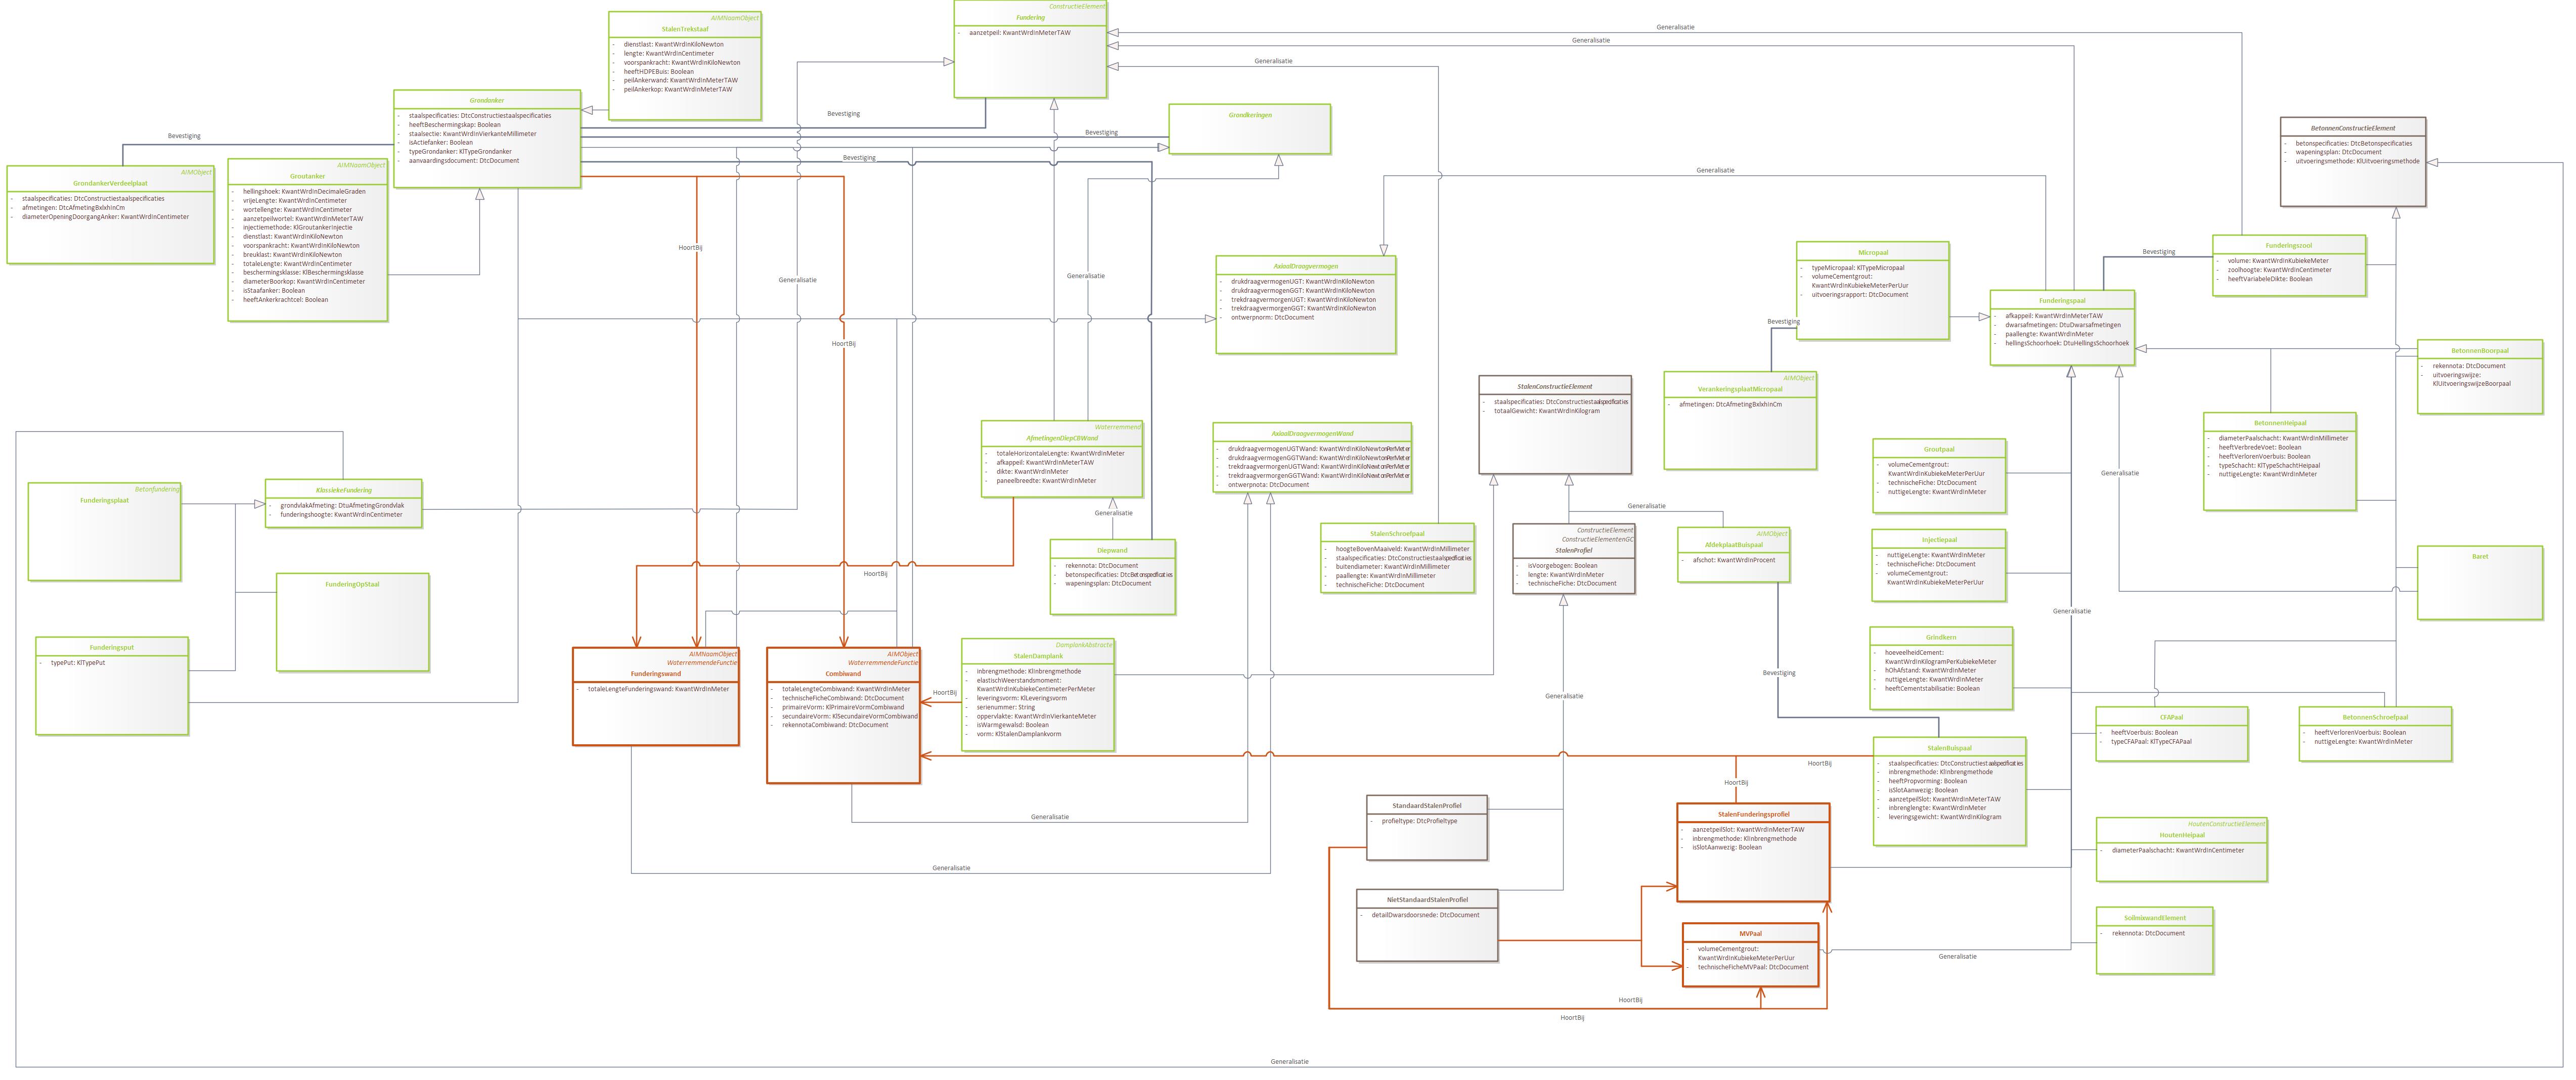 AIMNaamObject
StalenTrekstaaf
- dienstlast: KwantWrdInKiloNewton
- lengte: KwantWrdInCentimeter
- voorspankracht: KwantWrdInKiloNewton
- heeftHDPEBuis: Boolean
- peilAnkerwand: KwantWrdInMeterTAW
- peilAnkerkop: KwantWrdInMeterTAW
ConstructieElement
Fundering
- aanzetpeil: KwantWrdInMeterTAW
Generalisatie
Generalisatie
Generalisatie
Generalisatie
Grondanker
- staalspecificaties: DtcConstructiestaalspecificaties
- heeftBeschermingskap: Boolean
- staalsectie: KwantWrdInVierkanteMillimeter
- isActiefanker: Boolean
- typeGrondanker: KlTypeGrondanker
- aanvaardingsdocument: DtcDocument
Bevestiging
Bevestiging
Bevestiging
Bevestiging
Grondkeringen
AIMObject
GrondankerVerdeelplaat
- staalspecificaties: DtcConstructiestaalspecificaties
- afmetingen: DtcAfmetingBxlxhInCm
- diameterOpeningDoorgangAnker: KwantWrdInCentimeter
AIMNaamObject
Groutanker
- hellingshoek: KwantWrdInDecimaleGraden
- vrijeLengte: KwantWrdInCentimeter
- wortellengte: KwantWrdInCentimeter
- aanzetpeilwortel: KwantWrdInMeterTAW
- injectiemethode: KlGroutankerInjectie
- dienstlast: KwantWrdInKiloNewton
- voorspankracht: KwantWrdInKiloNewton
- breuklast: KwantWrdInKiloNewton
- totaleLengte: KwantWrdInCentimeter
- beschermingsklasse: KlBeschermingsklasse
- diameterBoorkop: KwantWrdInCentimeter
- isStaafanker: Boolean
- heeftAnkerkrachtcel: Boolean
BetonnenConstructieElement
- betonspecificaties: DtcBetonspecificaties
- wapeningsplan: DtcDocument
- uitvoeringsmethode: KlUitvoeringsmethode
HoortBij
Generalisatie
Generalisatie
HoortBij
AxiaalDraagvermogen
- drukdraagvermogenUGT: KwantWrdInKiloNewton
- drukdraagvermogenGGT: KwantWrdInKiloNewton
- trekdraagvermorgenUGT: KwantWrdInKiloNewton
- trekdraagvermorgenGGT: KwantWrdInKiloNewton
- ontwerpnorm: DtcDocument
Micropaal
- typeMicropaal: KlTypeMicropaal
- volumeCementgrout:
KwantWrdInKubiekeMeterPerUur
- uitvoeringsrapport: DtcDocument
Bevestiging
Bevestiging
Funderingszool
- volume: KwantWrdInKubiekeMeter
- zoolhoogte: KwantWrdInCentimeter
- heeftVariabeleDikte: Boolean
Funderingspaal
- afkappeil: KwantWrdInMeterTAW
- dwarsafmetingen: DtuDwarsafmetingen
- paallengte: KwantWrdInMeter
- hellingsSchoorhoek: DtuHellingsSchoorhoek
BetonnenBoorpaal
- rekennota: DtcDocument
- uitvoeringswijze:
KlUitvoeringswijzeBoorpaal
StalenConstructieElement
- staalspecificaties: DtcConstructiestaalspecificaties
- totaalGewicht: KwantWrdInKilogram
AIMObject
VerankeringsplaatMicropaal
- afmetingen: DtcAfmetingBxlxhInCm
BetonnenHeipaal
- diameterPaalschacht: KwantWrdInMillimeter
- heeftVerbredeVoet: Boolean
- heeftVerlorenVoerbuis: Boolean
- typeSchacht: KlTypeSchachtHeipaal
- nuttigeLengte: KwantWrdInMeter
Waterremmend
AfmetingenDiepCBWand
- totaleHorizontaleLengte: KwantWrdInMeter
- afkappeil: KwantWrdInMeterTAW
- dikte: KwantWrdInMeter
- paneelbreedte: KwantWrdInMeter
AxiaalDraagvermogenWand
- drukdraagvermogenUGTWand: KwantWrdInKiloNewtonPerMeter
- drukdraagvermogenGGTWand: KwantWrdInKiloNewtonPerMeter
- trekdraagvermorgenUGTWand: KwantWrdInKiloNewtonPerMeter
- trekdraagvermorgenGGTWand: KwantWrdInKiloNewtonPerMeter
- ontwerpnota: DtcDocument
Groutpaal
- volumeCementgrout:
KwantWrdInKubiekeMeterPerUur
- technischeFiche: DtcDocument
- nuttigeLengte: KwantWrdInMeter
Generalisatie
Betonfundering
Funderingsplaat
KlassiekeFundering
- grondvlakAfmeting: DtuAfmetingGrondvlak
- funderingshoogte: KwantWrdInCentimeter
Generalisatie
Generalisatie
StalenSchroefpaal
- hoogteBovenMaaiveld: KwantWrdInMillimeter
- staalspecificaties: DtcConstructiestaalspecificaties
- buitendiameter: KwantWrdInMillimeter
- paallengte: KwantWrdInMillimeter
- technischeFiche: DtcDocument
ConstructieElement
ConstructieElementenGC
StalenProfiel
- isVoorgebogen: Boolean
- lengte: KwantWrdInMeter
- technischeFiche: DtcDocument
AIMObject
AfdekplaatBuispaal
- afschot: KwantWrdInProcent
Injectiepaal
- nuttigeLengte: KwantWrdInMeter
- technischeFiche: DtcDocument
- volumeCementgrout:
KwantWrdInKubiekeMeterPerUur
Diepwand
- rekennota: DtcDocument
- betonspecificaties: DtcBetonspecificaties
- wapeningsplan: DtcDocument
Baret
HoortBij
FunderingOpStaal
Generalisatie
Funderingsput
- typePut: KlTypePut
AIMNaamObject
WaterremmendeFunctie
Funderingswand
- totaleLengteFunderingswand: KwantWrdInMeter
AIMObject
WaterremmendeFunctie
Combiwand
- totaleLengteCombiwand: KwantWrdInMeter
- technischeFicheCombiwand: DtcDocument
- primaireVorm: KlPrimaireVormCombiwand
- secundaireVorm: KlSecundaireVormCombiwand
- rekennotaCombiwand: DtcDocument
HoortBij
DamplankAbstracte
StalenDamplank
- inbrengmethode: KlInbrengmethode
- elastischWeerstandsmoment:
KwantWrdInKubiekeCentimeterPerMeter
- leveringsvorm: KlLeveringsvorm
- serienummer: String
- oppervlakte: KwantWrdInVierkanteMeter
- isWarmgewalsd: Boolean
- vorm: KlStalenDamplankvorm
Generalisatie
Bevestiging
Grindkern
- hoeveelheidCement:
KwantWrdInKilogramPerKubiekeMeter
- hOhAfstand: KwantWrdInMeter
- nuttigeLengte: KwantWrdInMeter
- heeftCementstabilisatie: Boolean
CFAPaal
- heeftVoerbuis: Boolean
- typeCFAPaal: KlTypeCFAPaal
BetonnenSchroefpaal
- heeftVerlorenVoerbuis: Boolean
- nuttigeLengte: KwantWrdInMeter
StalenBuispaal
- staalspecificaties: DtcConstructiestaalspecificaties
- inbrengmethode: KlInbrengmethode
- heeftPropvorming: Boolean
- isSlotAanwezig: Boolean
- aanzetpeilSlot: KwantWrdInMeterTAW
- inbrenglengte: KwantWrdInMeter
- leveringsgewicht: KwantWrdInKilogram
HoortBij
HoortBij
Generalisatie
StandaardStalenProfiel
- profieltype: DtcProfieltype
StalenFunderingsprofiel
- aanzetpeilSlot: KwantWrdInMeterTAW
- inbrengmethode: KlInbrengmethode
- isSlotAanwezig: Boolean
HoutenConstructieElement
HoutenHeipaal
- diameterPaalschacht: KwantWrdInCentimeter
Generalisatie
NietStandaardStalenProfiel
- detailDwarsdoorsnede: DtcDocument
SoilmixwandElement
- rekennota: DtcDocument
MVPaal
- volumeCementgrout:
KwantWrdInKubiekeMeterPerUur
- technischeFicheMVPaal: DtcDocument
Generalisatie
HoortBij
HoortBij
Generalisatie